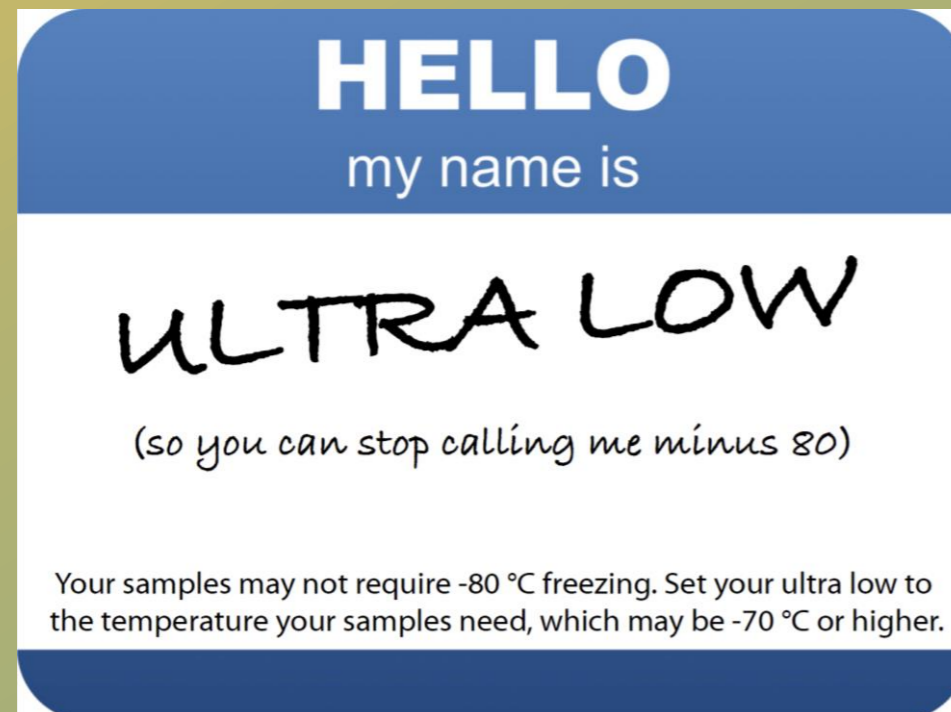 HELLO
my name is
ULTRA LOW
(so you can stop calling me minus 80)
Your samples may not require -80 °C freezing. Set your ultra low to
the temperature your samples need, which may be -70 °C or higher.